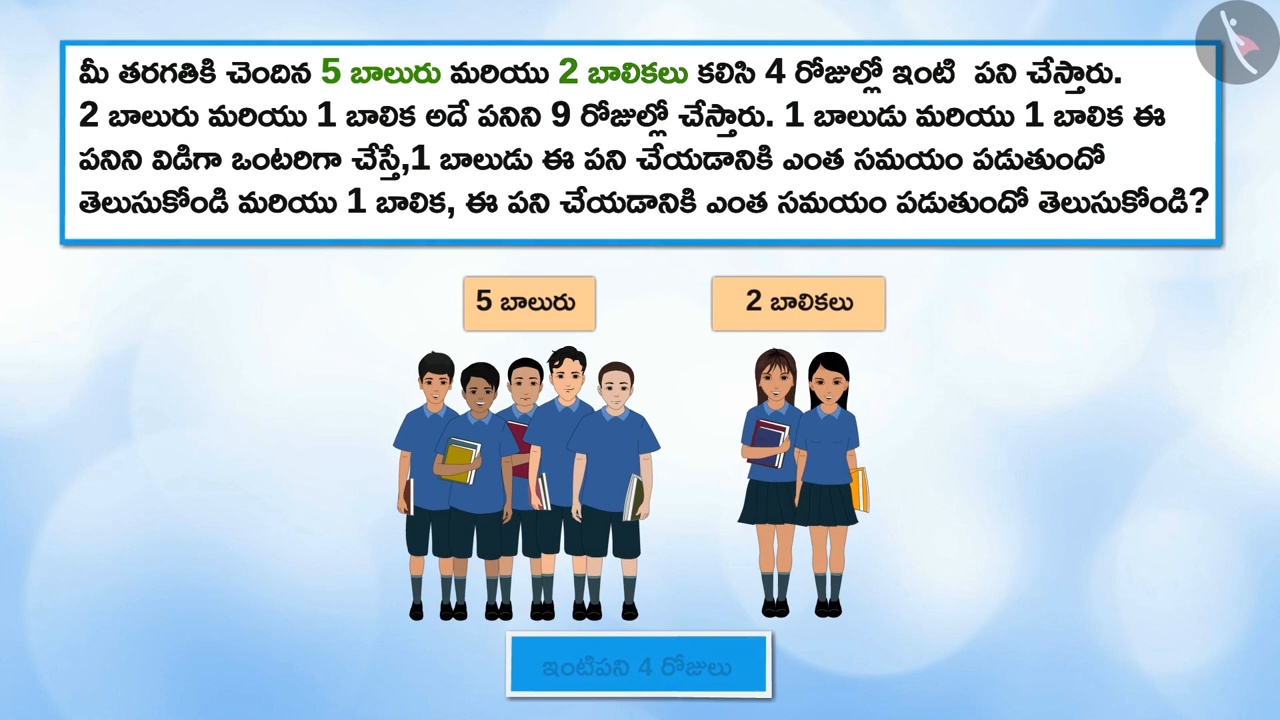 మీ తరగతికి చెందిన 5 బాలురు మరియు 2 బాలికలు కలిసి 4 రోజుల్లో ఇంటి పని చేస్తారు.
2 బాలురు మరియు 1 బాలిక అదే పనిని 9 రోజుల్లో చేస్తారు. 1 బాలుడు మరియు 1 బాలిక ఈ
పనిని విడిగా ఒంటరిగా చేస్తే,1 బాలుడు ఈ పని చేయడానికి ఎంత సమయం పడుతుందో
తెలుసుకోండి మరియు 1 బాలిక, ఈ పని చేయడానికి ఎంత సమయం పడుతుందో తెలుసుకోండి?
5 బాలురు
2 బాలికలు
ఇంటిపని 4 రోజులు